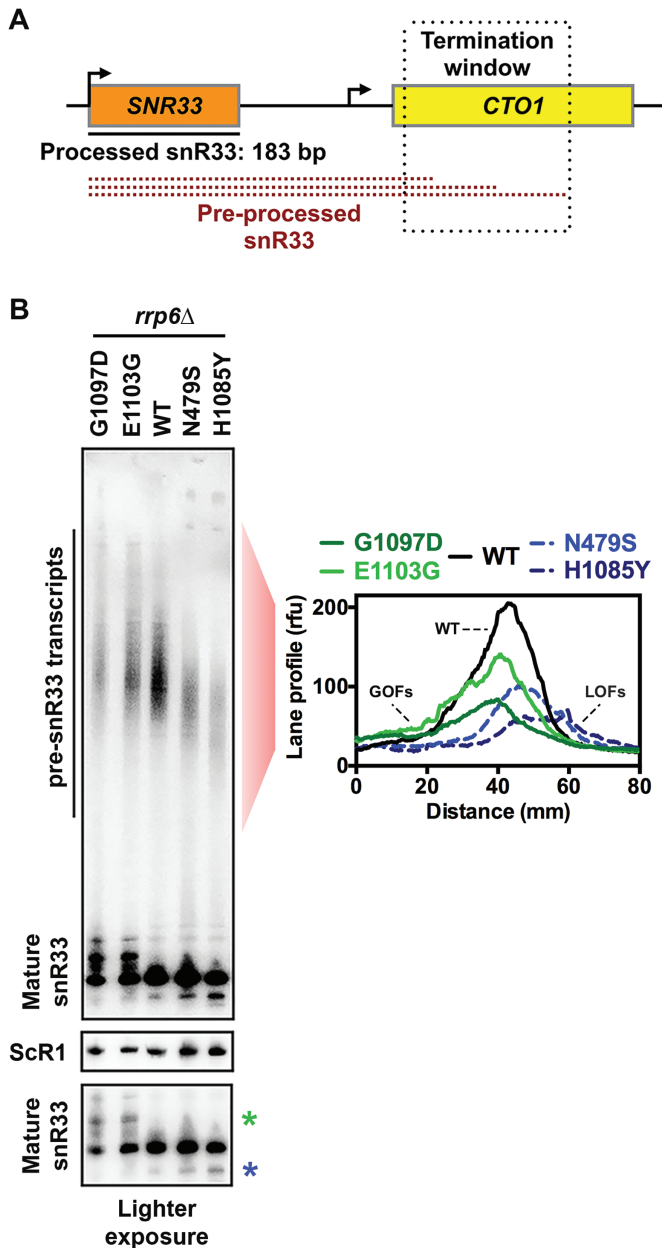 A
Termination
window
SNR33
CTO1
Processed snR33: 183 bp
Pre-processed
snR33
B
rrp6Δ
G1097D
E1103G
WT
N479S
H1085Y
pre-snR33 transcripts
Mature
snR33
ScR1
Mature
snR33
*
*
Lighter
exposure
G1097D
E1103G
WT
N479S
H1085Y
Lane profile (rfu)
200
100
0
WT
GOFs
LOFs
0 20 40 60 80
Distance (mm)